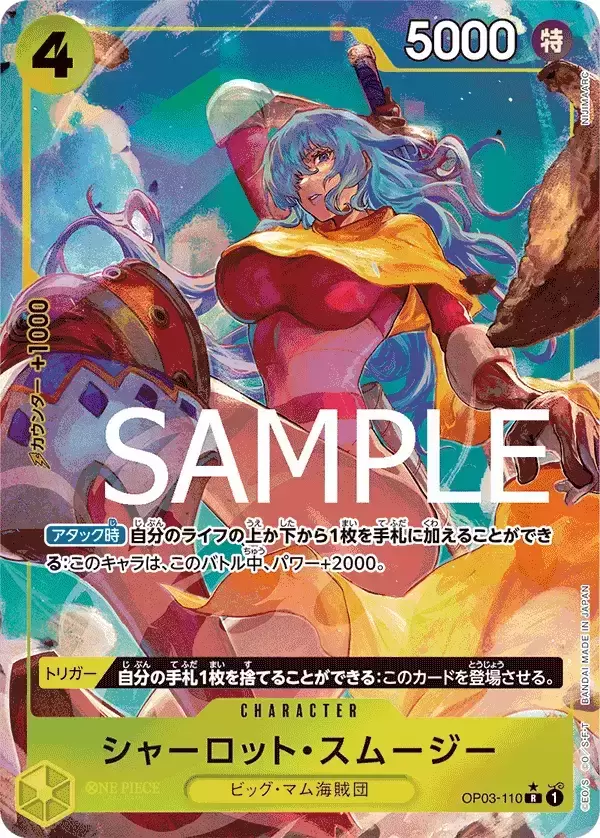 4
5000 特
NIJIMAARC
カウンター +1000
SAMPLE
アタック時 自分のライフの上か下から1枚を手札に加えることができ
る:このキャラは、このバトル中、パワー+2000。
トリガー 自分の手札1枚を捨てることができる:このカードを登場させる。
CHARACTER
シャーロット・スムージー
ONE PIECE
ビッグ・マム海賊団
OP03-110 R 1
©E.O/S. ©O/S.E.T BANDAI MADE IN JAPAN